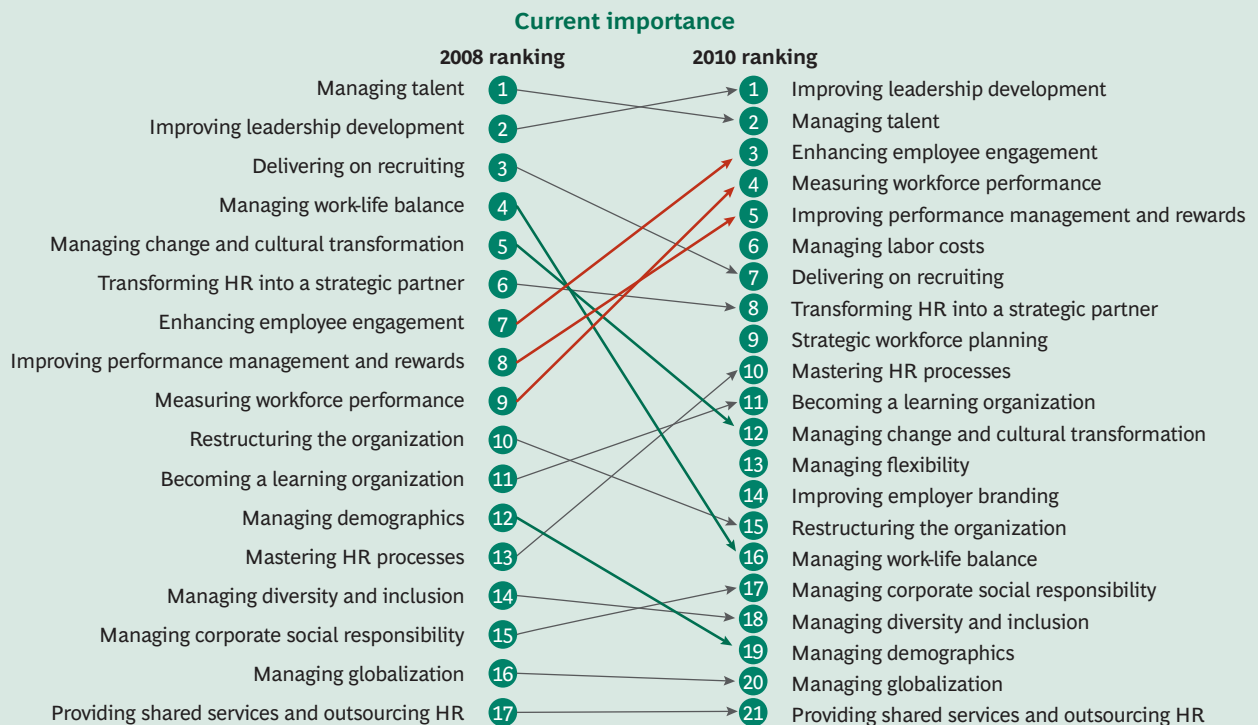 Current importance
2008 ranking
2010 ranking
Managing talent 1
1 Improving leadership development
Improving leadership development 2
2 Managing talent
Delivering on recruiting 3
3 Enhancing employee engagement
Managing work-life balance 4
4 Measuring workforce performance
Managing change and cultural transformation 5
5 Improving performance management and rewards
Transforming HR into a strategic partner 6
6 Managing labor costs
Enhancing employee engagement 7
7 Delivering on recruiting
Improving performance management and rewards 8
8 Transforming HR into a strategic partner
Measuring workforce performance 9
9 Strategic workforce planning
Restructuring the organization 10
10 Mastering HR processes
Becoming a learning organization 11
11 Becoming a learning organization
Managing demographics 12
12 Managing change and cultural transformation
Mastering HR processes 13
13 Managing flexibility
Managing diversity and inclusion 14
14 Improving employer branding
Managing corporate social responsibility 15
15 Restructuring the organization
Managing globalization 16
16 Managing work-life balance
Providing shared services and outsourcing HR 17
17 Managing corporate social responsibility
18 Managing diversity and inclusion
19 Managing demographics
20 Managing globalization
21 Providing shared services and outsourcing HR